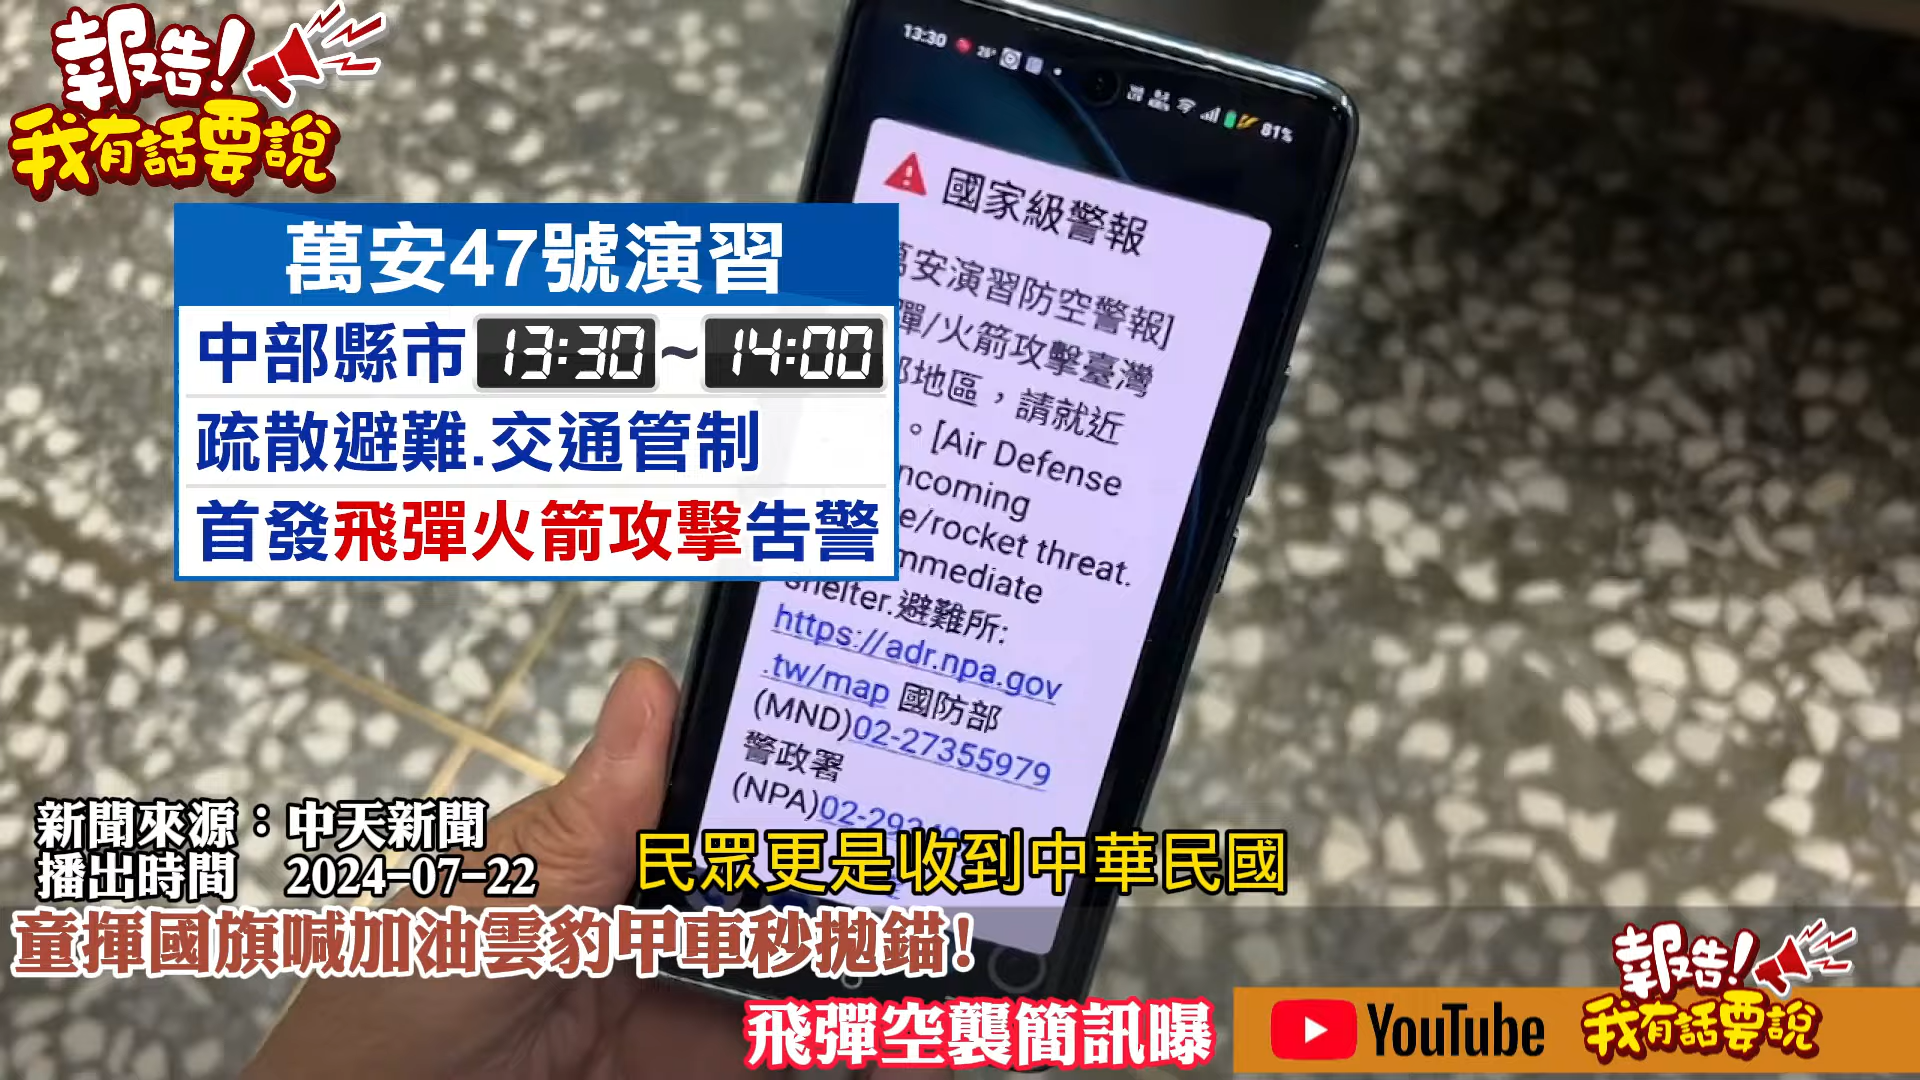 報告!
我有話要說
萬安47號演習
中部縣市 13:30~14:00
疏散避難.交通管制
首發飛彈火箭攻擊告警
13:30 26° 81%
國家級警報
萬安演習防空警報]
彈/火箭攻擊臺灣
部地區,請就近
。[Air Defense
ncoming
e/rocket threat.
mmediate
shelter.避難所:
https://adr.npa.gov
.tw/map 國防部
(MND)02-27355979
警政署
(NPA)02-29
新聞來源:中天新聞
播出時間 2024-07-22
民眾更是收到中華民國
童揮國旗喊加油雲豹甲車秒拋錨!
飛彈空襲簡訊曝
YouTube
報告!
我有話要說